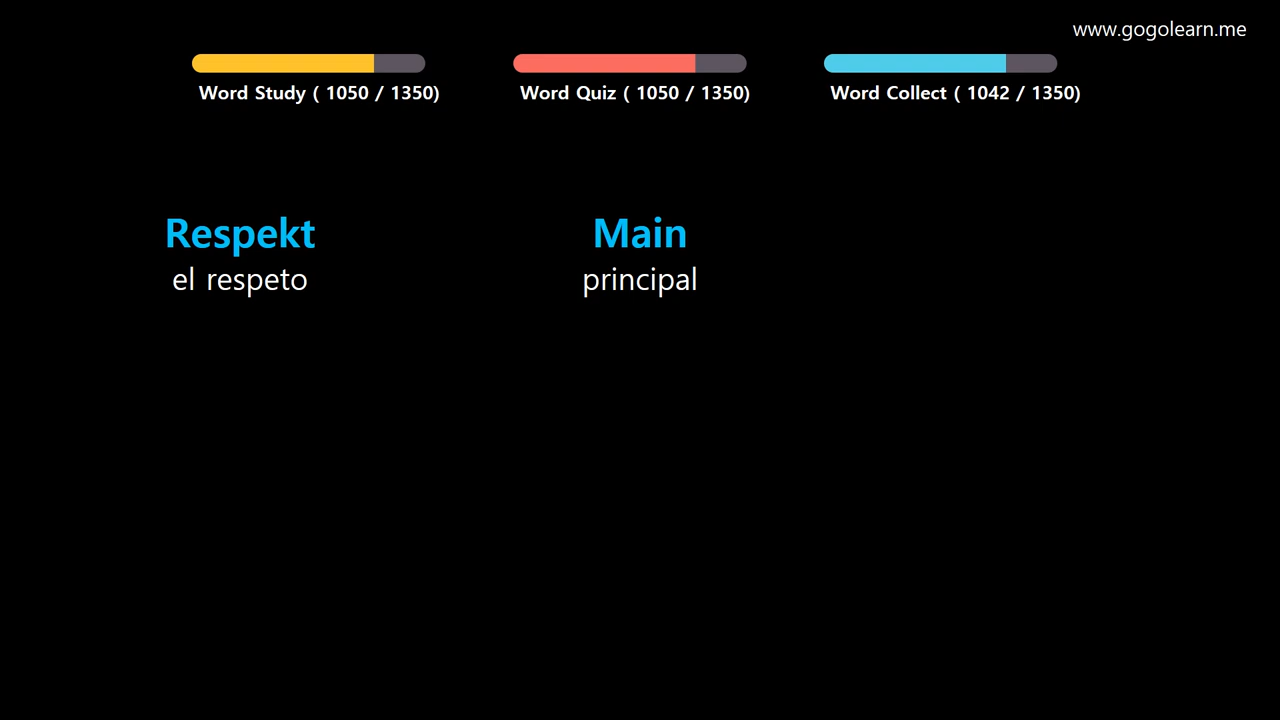 www.gogolearn.me
Word Study ( 1050 / 1350)
Word Quiz ( 1050 / 1350)
Word Collect ( 1042 / 1350)
Respekt
el respeto
Main
principal